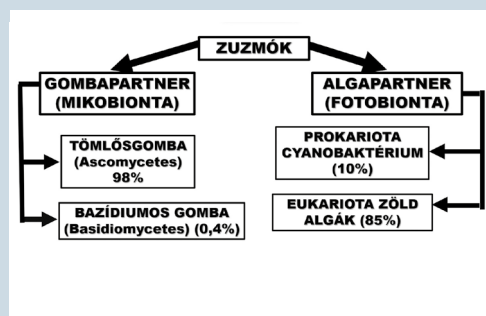 ZUZMÓK
GOMBAPARTNER
(MIKOBIONTA)
ALGAPARTNER
(FOTOBIONTA)
TÖMLŐSGOMBA
(Ascomycetes)
98%
BAZÍDIUMOS GOMBA
(Basidiomycetes) (0,4%)
PROKARIOTA
CYANOBAKTÉRIUM
(10%)
EUKARIOTA ZÖLD
ALGÁK (85%)